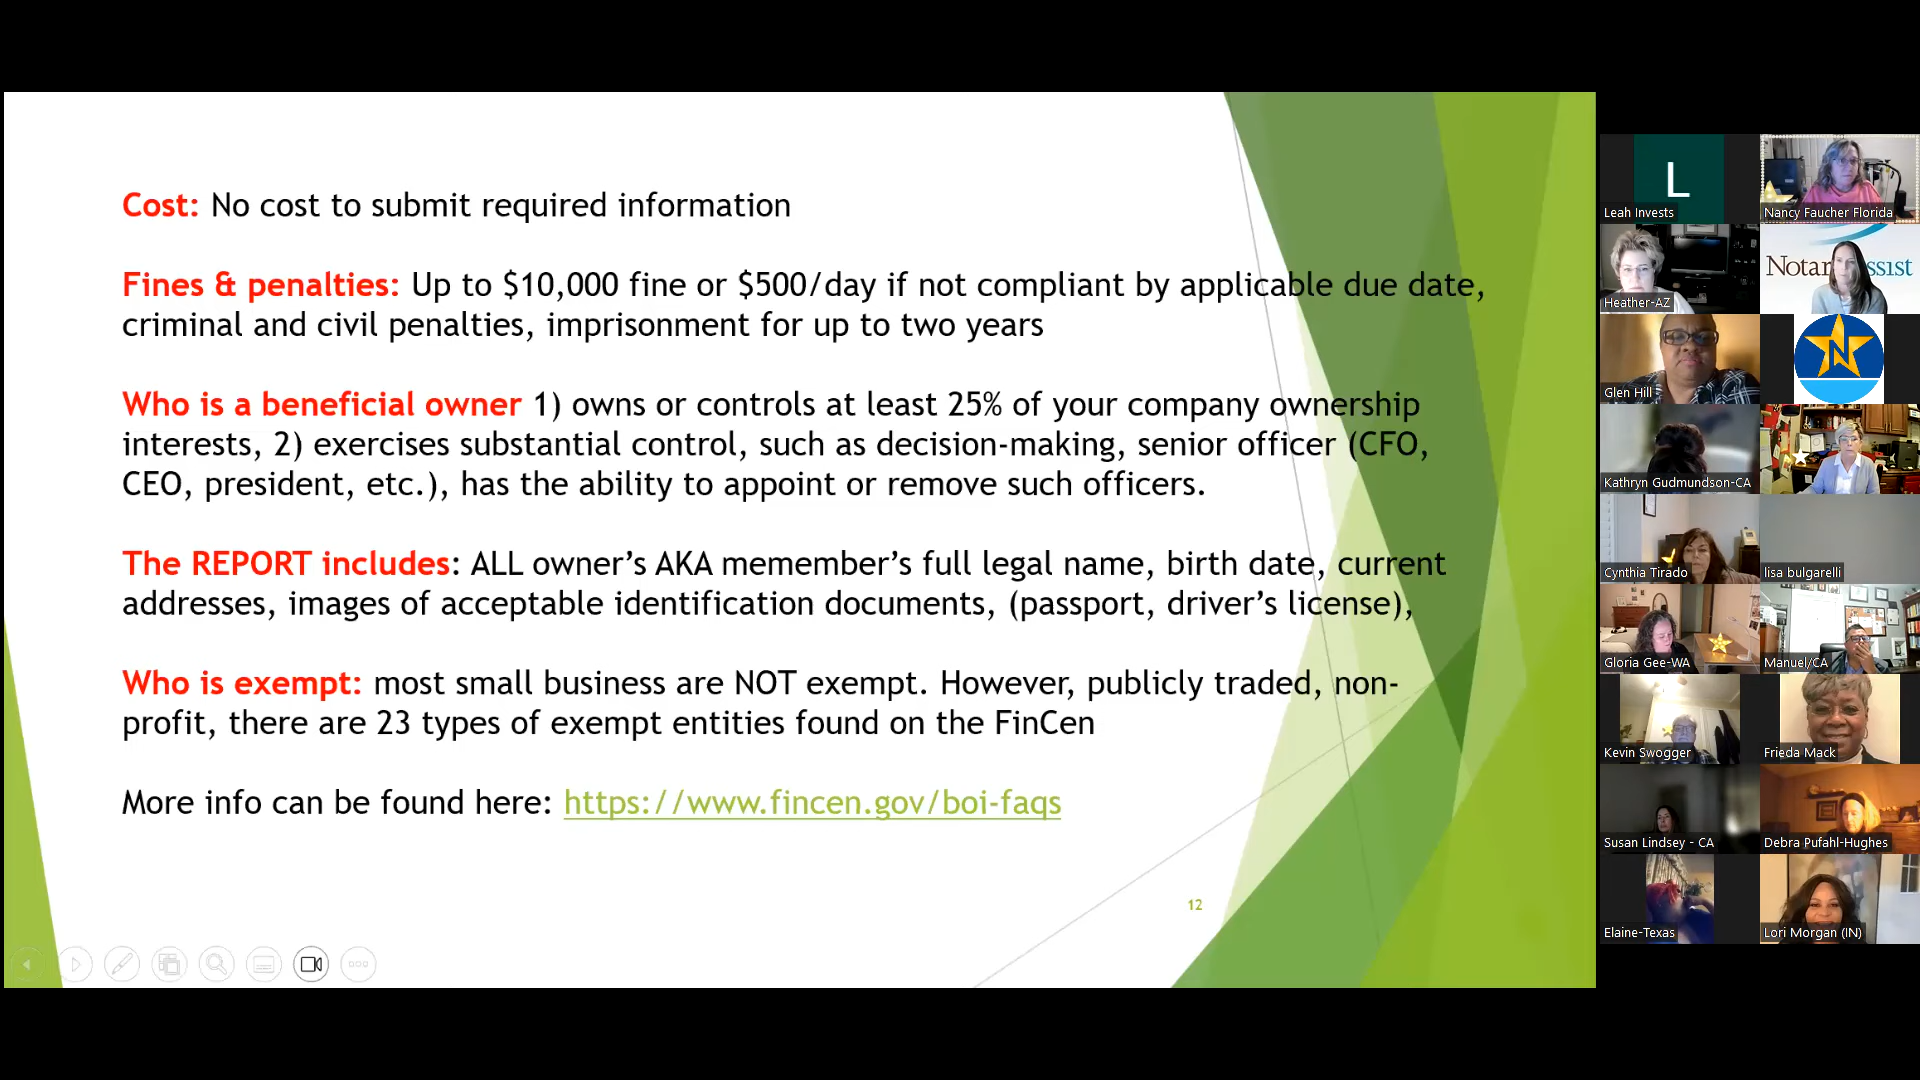 Cost: No cost to submit required information
Fines & penalties: Up to $10,000 fine or $500/day if not compliant by applicable due date,
criminal and civil penalties, imprisonment for up to two years
Who is a beneficial owner 1) owns or controls at least 25% of your company ownership
interests, 2) exercises substantial control, such as decision-making, senior officer (CFO,
CEO, president, etc.), has the ability to appoint or remove such officers.
The REPORT includes: ALL owner’s AKA memember’s full legal name, birth date, current
addresses, images of acceptable identification documents, (passport, driver’s license),
Who is exempt: most small business are NOT exempt. However, publicly traded, non-
profit, there are 23 types of exempt entities found on the FinCen
More info can be found here: https://www.fincen.gov/boi-faqs
12
L
Leah Invests
Nancy Faucher Florida
Heather-AZ
Glen Hill
N
Kathryn Gudmundson-CA
Cynthia Tirado
lisa bulgarelli
Gloria Gee-WA
Manuel/CA
Kevin Swogger
Frieda Mack
Susan Lindsey - CA
Debra Pufahl-Hughes
Elaine-Texas
Lori Morgan (IN)